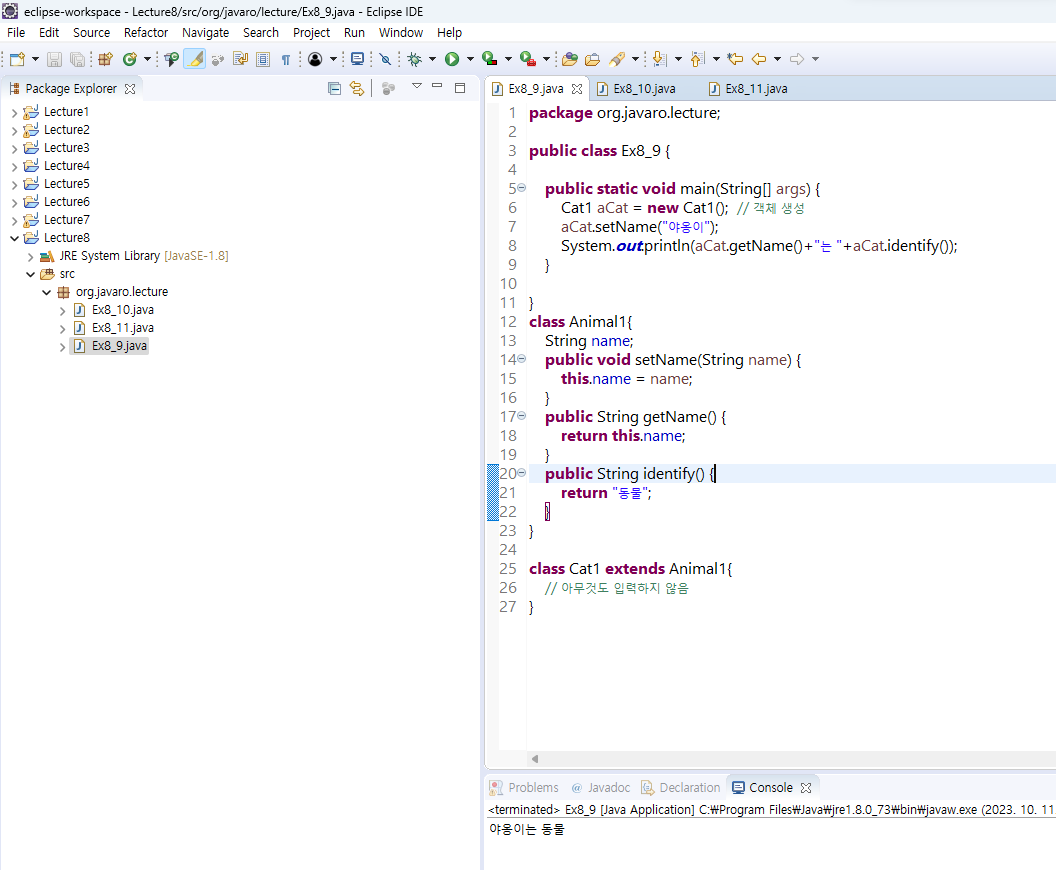 eclipse-workspace - Lecture8/src/org/javaro/lecture/Ex8_9.java - Eclipse IDE
File Edit Source Refactor Navigate Search Project Run Window Help
Package Explorer
Lecture1
Lecture2
Lecture3
Lecture4
Lecture5
Lecture6
Lecture7
Lecture8
JRE System Library [JavaSE-1.8]
src
org.javaro.lecture
Ex8_10.java
Ex8_11.java
Ex8_9.java
Ex8_9.java Ex8_10.java Ex8_11.java
1 package org.javaro.lecture;
2
3 public class Ex8_9 {
4
5 public static void main(String[] args) {
6 Cat1 aCat = new Cat1(); // 객체 생성
7 aCat.setName("야옹이");
8 System.out.println(aCat.getName()+"는 "+aCat.identify());
9 }
10
11 }
12 class Animal1{
13 String name;
14 public void setName(String name) {
15 this.name = name;
16 }
17 public String getName() {
18 return this.name;
19 }
20 public String identify() {
21 return "동물";
22 }
23 }
24
25 class Cat1 extends Animal1{
26 // 아무것도 입력하지 않음
27 }
Problems @ Javadoc Declaration Console
<terminated> Ex8_9 [Java Application] C:₩Program Files₩Java₩jre1.8.0_73₩bin₩javaw.exe (2023. 10. 11
야옹이는 동물